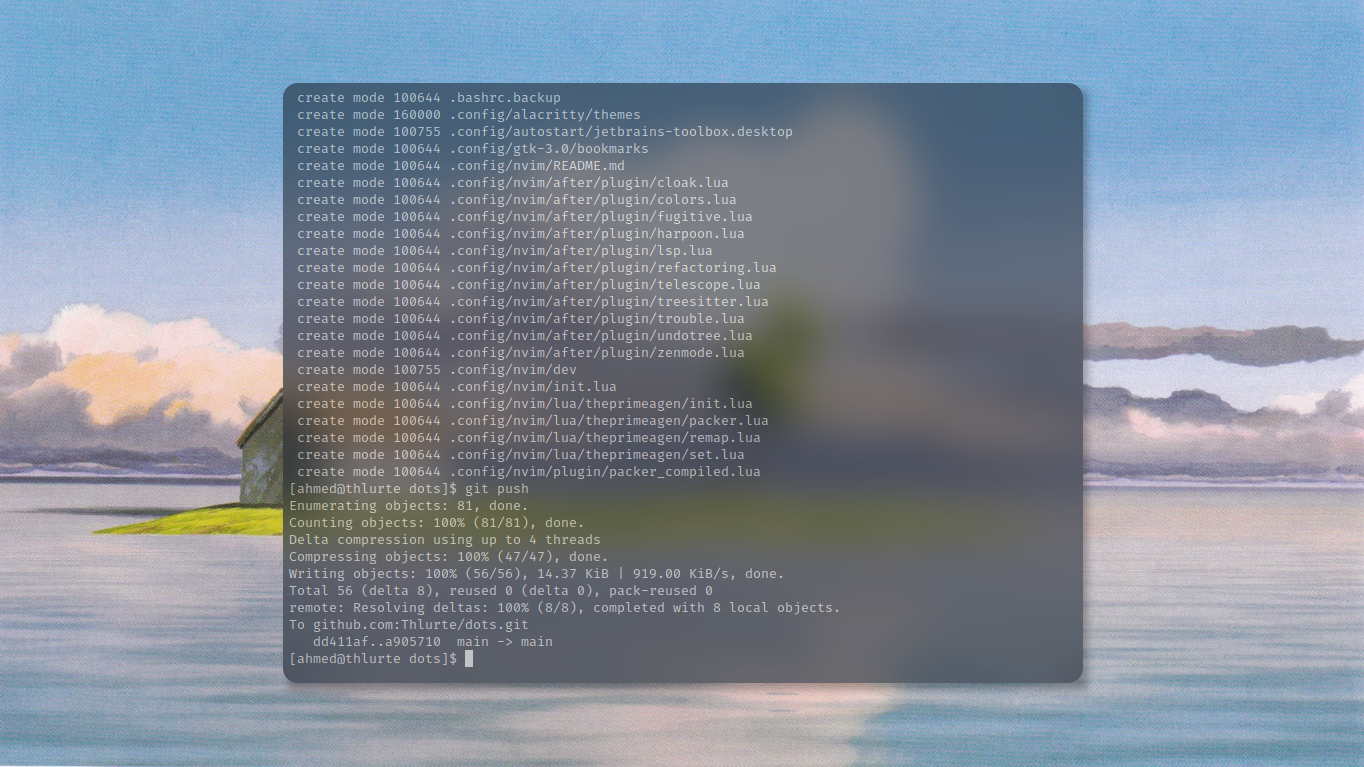 create mode 100644 .bashrc.backup
create mode 160000 .config/alacritty/themes
create mode 100755 .config/autostart/jetbrains-toolbox.desktop
create mode 100644 .config/gtk-3.0/bookmarks
create mode 100644 .config/nvim/README.md
create mode 100644 .config/nvim/after/plugin/cloak.lua
create mode 100644 .config/nvim/after/plugin/colors.lua
create mode 100644 .config/nvim/after/plugin/fugitive.lua
create mode 100644 .config/nvim/after/plugin/harpoon.lua
create mode 100644 .config/nvim/after/plugin/lsp.lua
create mode 100644 .config/nvim/after/plugin/refactoring.lua
create mode 100644 .config/nvim/after/plugin/telescope.lua
create mode 100644 .config/nvim/after/plugin/treesitter.lua
create mode 100644 .config/nvim/after/plugin/trouble.lua
create mode 100644 .config/nvim/after/plugin/undotree.lua
create mode 100644 .config/nvim/after/plugin/zenmode.lua
create mode 100755 .config/nvim/dev
create mode 100644 .config/nvim/init.lua
create mode 100644 .config/nvim/lua/theprimeagen/init.lua
create mode 100644 .config/nvim/lua/theprimeagen/packer.lua
create mode 100644 .config/nvim/lua/theprimeagen/remap.lua
create mode 100644 .config/nvim/lua/theprimeagen/set.lua
create mode 100644 .config/nvim/plugin/packer_compiled.lua
[ahmed@thlurte dots]$ git push
Enumerating objects: 81, done.
Counting objects: 100% (81/81), done.
Delta compression using up to 4 threads
Compressing objects: 100% (47/47), done.
Writing objects: 100% (56/56), 14.37 KiB | 919.00 KiB/s, done.
Total 56 (delta 8), reused 0 (delta 0), pack-reused 0
remote: Resolving deltas: 100% (8/8), completed with 8 local objects.
To github.com:Thlurte/dots.git
dd411af..a905710  main -> main
[ahmed@thlurte dots]$